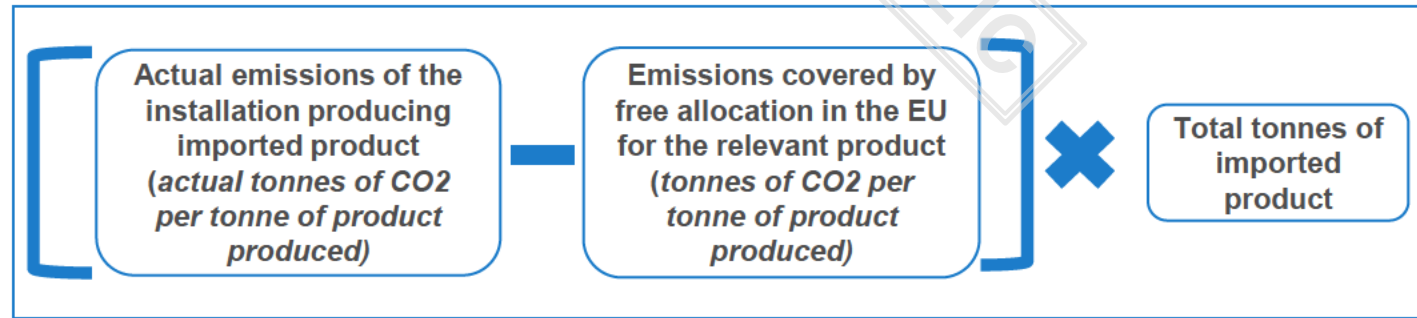 Actual emissions of the
installation producing
imported product
(actual tonnes of CO2
per tonne of product
produced)
Emissions covered by
free allocation in the EU
for the relevant product
(tonnes of CO2 per
tonne of product
produced)
Total tonnes of
imported
product